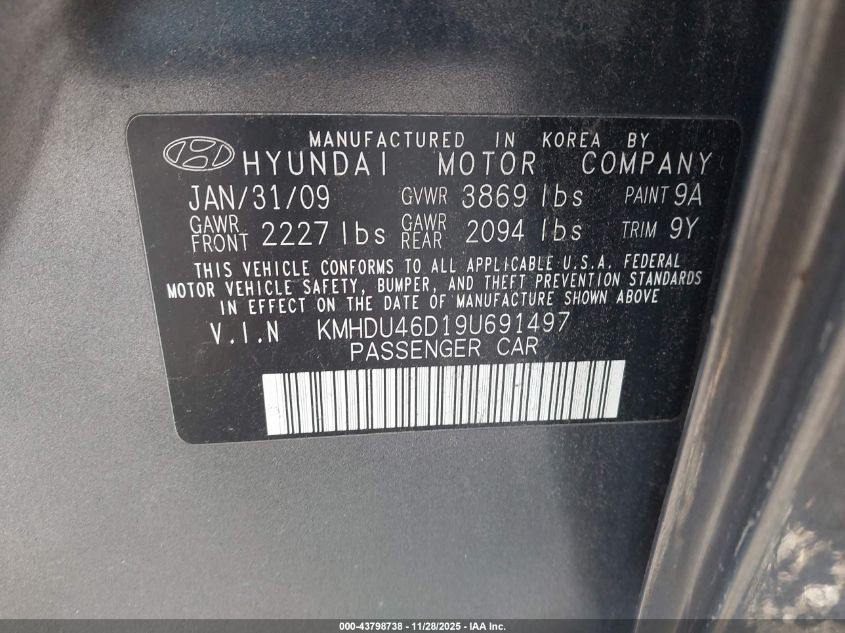 MANUFACTURED IN KOREA BY
HYUNDAI MOTOR COMPANY
JAN/31/09 GVWR 3869 lbs PAINT 9A
GAWR FRONT 2227 lbs GAWR REAR 2094 lbs TRIM 9Y
THIS VEHICLE CONFORMS TO ALL APPLICABLE U.S.A. FEDERAL
MOTOR VEHICLE SAFETY, BUMPER, AND THEFT PREVENTION STANDARDS
IN EFFECT ON THE DATE OF MANUFACTURE SHOWN ABOVE
V.I.N KMHDU46D19U691497
PASSENGER CAR
000-43798738 - 11/28/2025 - IAA Inc.